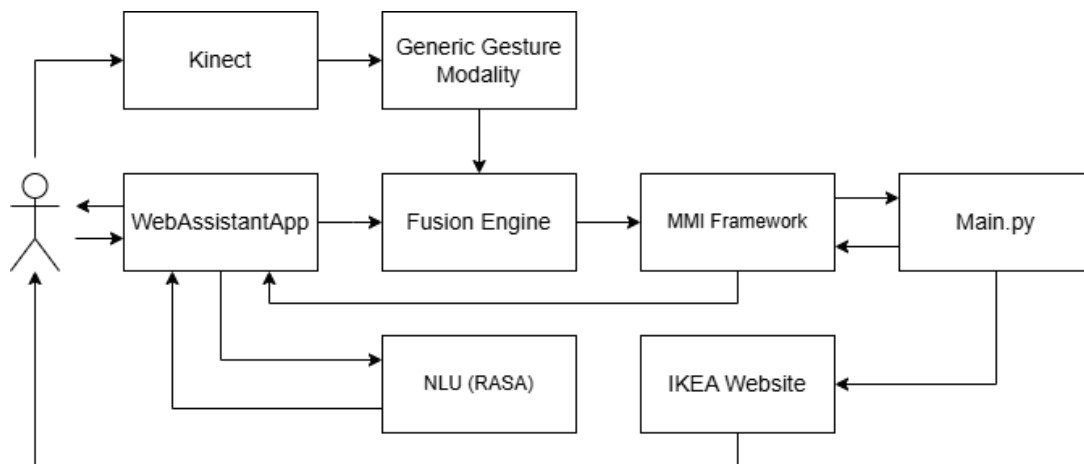 Kinect
Generic Gesture
Modality
WebAssistantApp
Fusion Engine
MMI Framework
Main.py
NLU (RASA)
IKEA Website